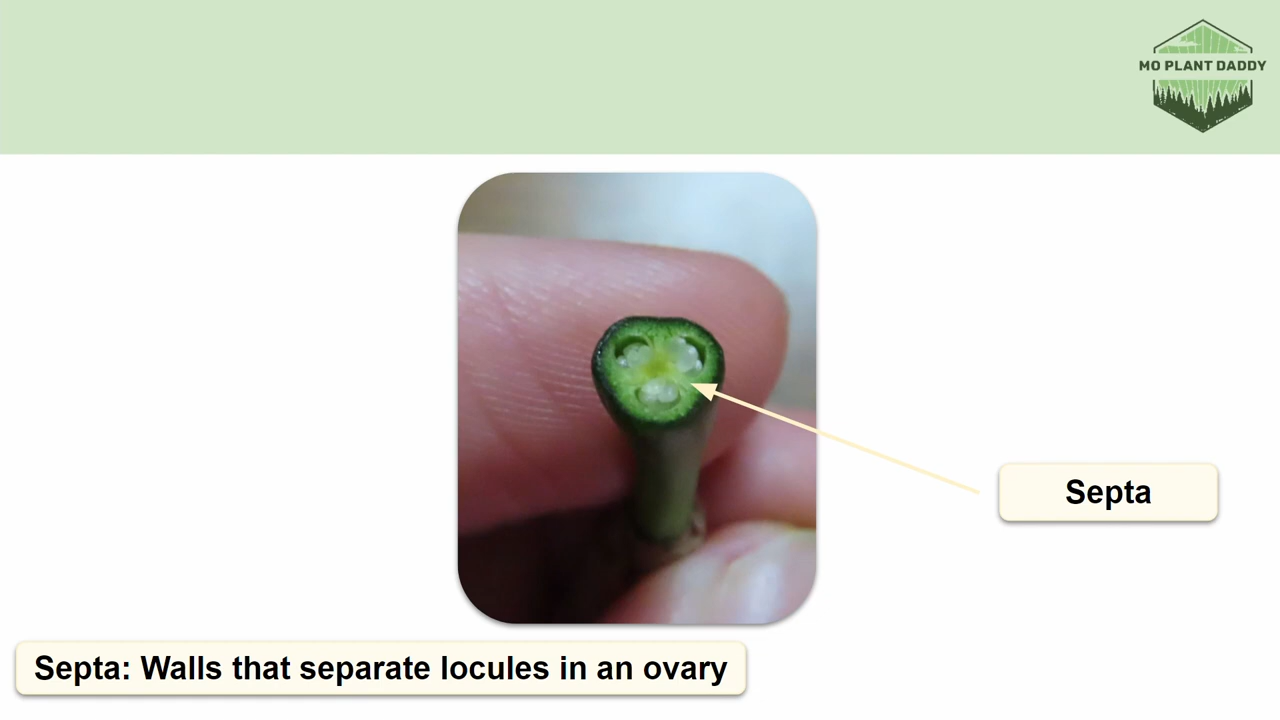 MO PLANT DADDY
Septa
Septa: Walls that separate locules in an ovary